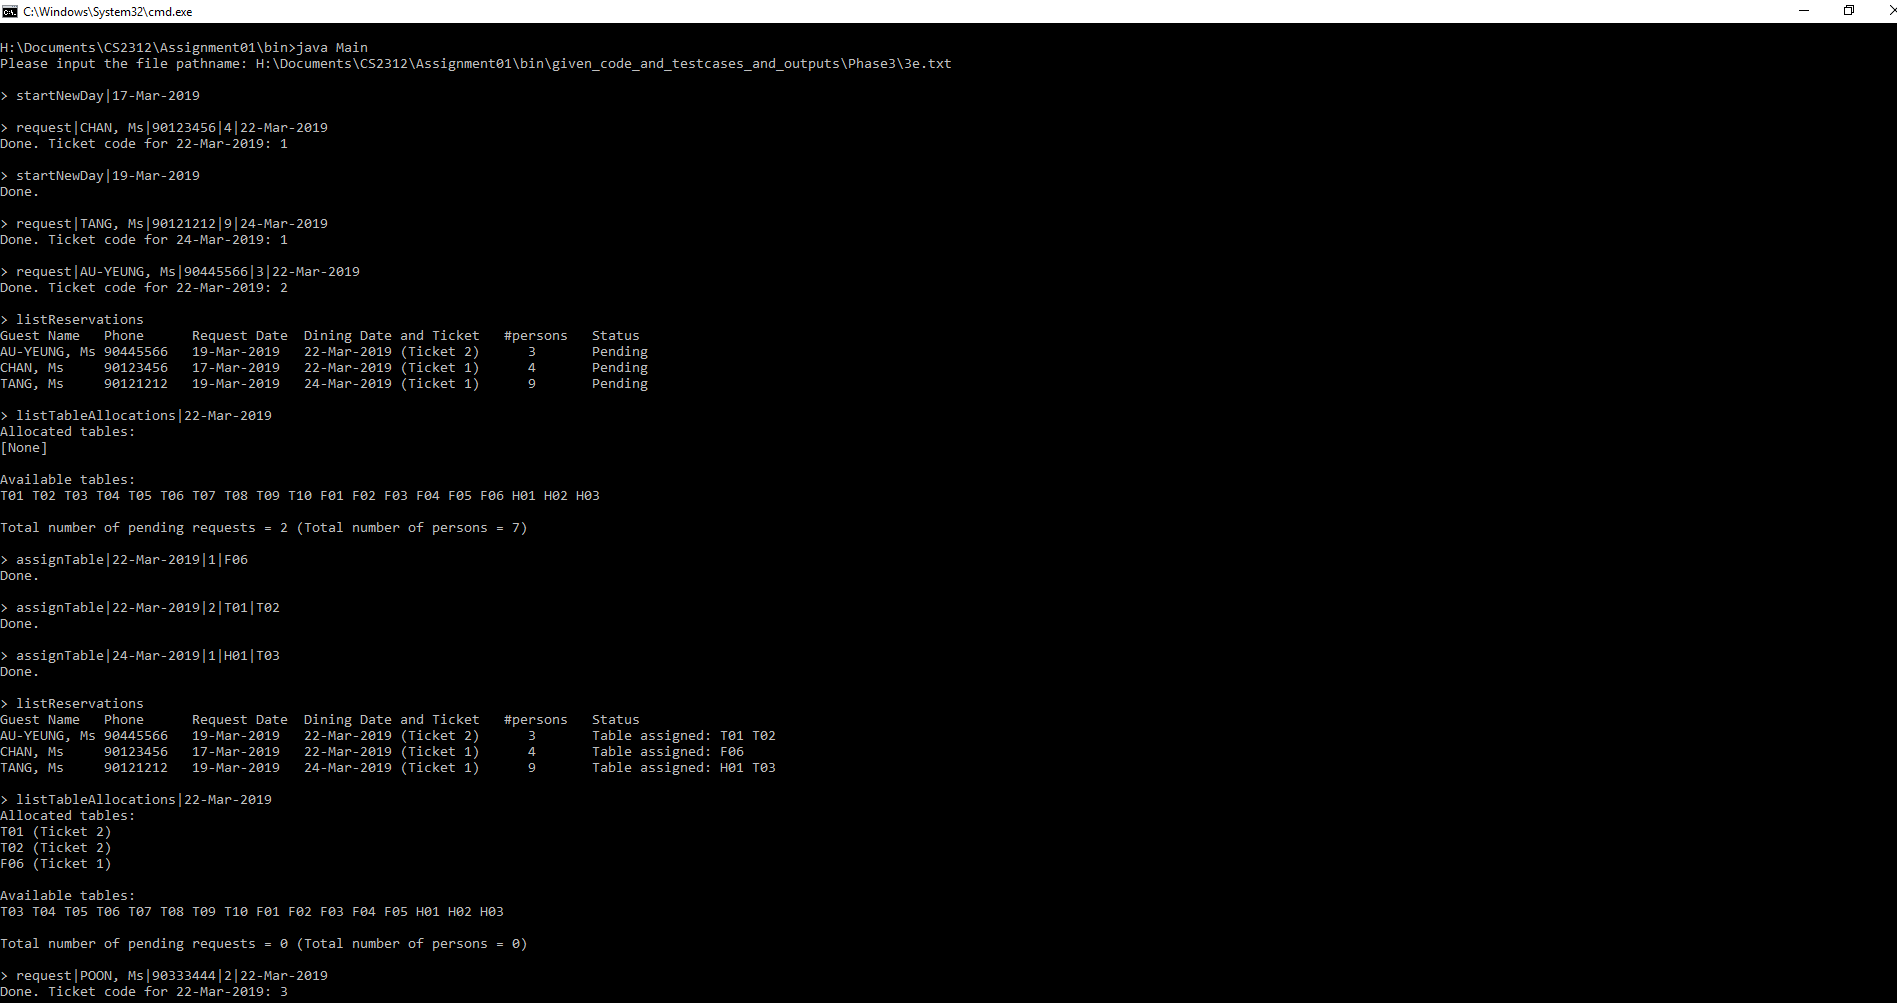 C:\Windows\System32\cmd.exe
H:\Documents\CS2312\Assignment01\bin>java Main
Please input the file pathname: H:\Documents\CS2312\Assignment01\bin\given_code_and_testcases_and_outputs\Phase3\3e.txt
> startNewDay|17-Mar-2019
> request|CHAN, Ms|90123456|4|22-Mar-2019
Done. Ticket code for 22-Mar-2019: 1
> startNewDay|19-Mar-2019
Done.
> request|TANG, Ms|90121212|9|24-Mar-2019
Done. Ticket code for 24-Mar-2019: 1
> request|AU-YEUNG, Ms|90445566|3|22-Mar-2019
Done. Ticket code for 22-Mar-2019: 2
> listReservations
Guest Name   Phone      Request Date  Dining Date and Ticket   #persons   Status
AU-YEUNG, Ms 90445566   19-Mar-2019   22-Mar-2019 (Ticket 2)      3       Pending
CHAN, Ms     90123456   17-Mar-2019   22-Mar-2019 (Ticket 1)      4       Pending
TANG, Ms     90121212   19-Mar-2019   24-Mar-2019 (Ticket 1)      9       Pending
> listTableAllocations|22-Mar-2019
Allocated tables:
[None]
Available tables:
T01 T02 T03 T04 T05 T06 T07 T08 T09 T10 F01 F02 F03 F04 F05 F06 H01 H02 H03
Total number of pending requests = 2 (Total number of persons = 7)
> assignTable|22-Mar-2019|1|F06
Done.
> assignTable|22-Mar-2019|2|T01|T02
Done.
> assignTable|24-Mar-2019|1|H01|T03
Done.
> listReservations
Guest Name   Phone      Request Date  Dining Date and Ticket   #persons   Status
AU-YEUNG, Ms 90445566   19-Mar-2019   22-Mar-2019 (Ticket 2)      3       Table assigned: T01 T02
CHAN, Ms     90123456   17-Mar-2019   22-Mar-2019 (Ticket 1)      4       Table assigned: F06
TANG, Ms     90121212   19-Mar-2019   24-Mar-2019 (Ticket 1)      9       Table assigned: H01 T03
> listTableAllocations|22-Mar-2019
Allocated tables:
T01 (Ticket 2)
T02 (Ticket 2)
F06 (Ticket 1)
Available tables:
T03 T04 T05 T06 T07 T08 T09 T10 F01 F02 F03 F04 F05 H01 H02 H03
Total number of pending requests = 0 (Total number of persons = 0)
> request|POON, Ms|90333444|2|22-Mar-2019
Done. Ticket code for 22-Mar-2019: 3